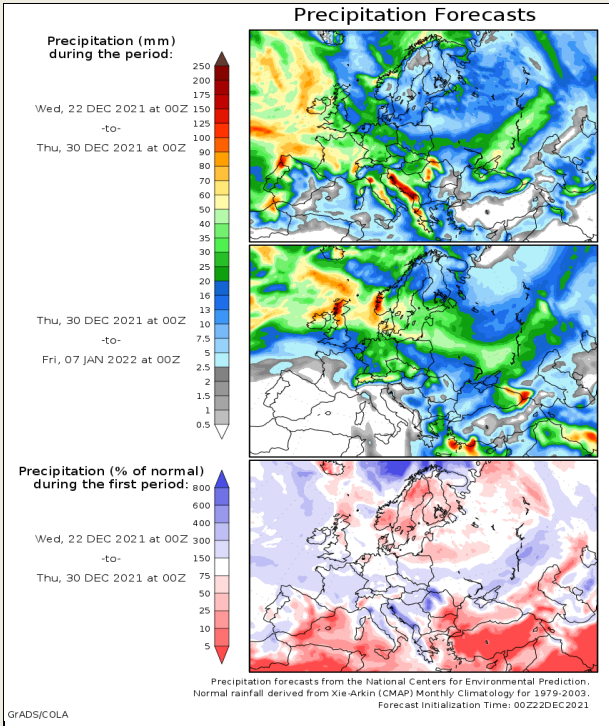 Precipitation Forecasts
Precipitation (mm)
during the period:
Wed, 22 DEC 2021 at 00Z
-to-
Thu, 30 DEC 2021 at 00Z
250
200
175
150
125
100
90
80
70
60
50
40
35
30
25
20
16
13
10
7.5
5
2.5
2
1.5
1
0.5
Thu, 30 DEC 2021 at 00Z
-to-
Fri, 07 JAN 2022 at 00Z
Precipitation (% of normal)
during the first period:
Wed, 22 DEC 2021 at 00Z
-to-
Thu, 30 DEC 2021 at 00Z
800
600
400
300
150
75
50
25
10
5
Precipitation forecasts from the National Centers for Environmental Prediction.
Normal rainfall derived from Xie-Arkin (CMAP) Monthly Climatology for 1979-2003.
Forecast Initialization Time: 00Z22DEC2021
GrADS/COLA